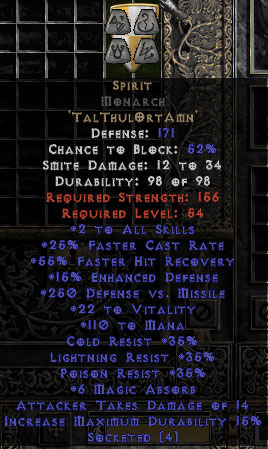 Spirit
Monarch
'TalThulOrtAmn'
Defense: 171
Chance to Block: 52%
Smite Damage: 12 to 34
Durability: 98 of 98
Required Strength: 156
Required Level: 54
+2 to All Skills
+25% Faster Cast Rate
+55% Faster Hit Recovery
+15% Enhanced Defense
+250 Defense vs. Missile
+22 to Vitality
+110 to Mana
Cold Resist +35%
Lightning Resist +35%
Poison Resist +35%
+6 Magic Absorb
Attacker Takes Damage of 14
Increase Maximum Durability 15%
Socketed (4)